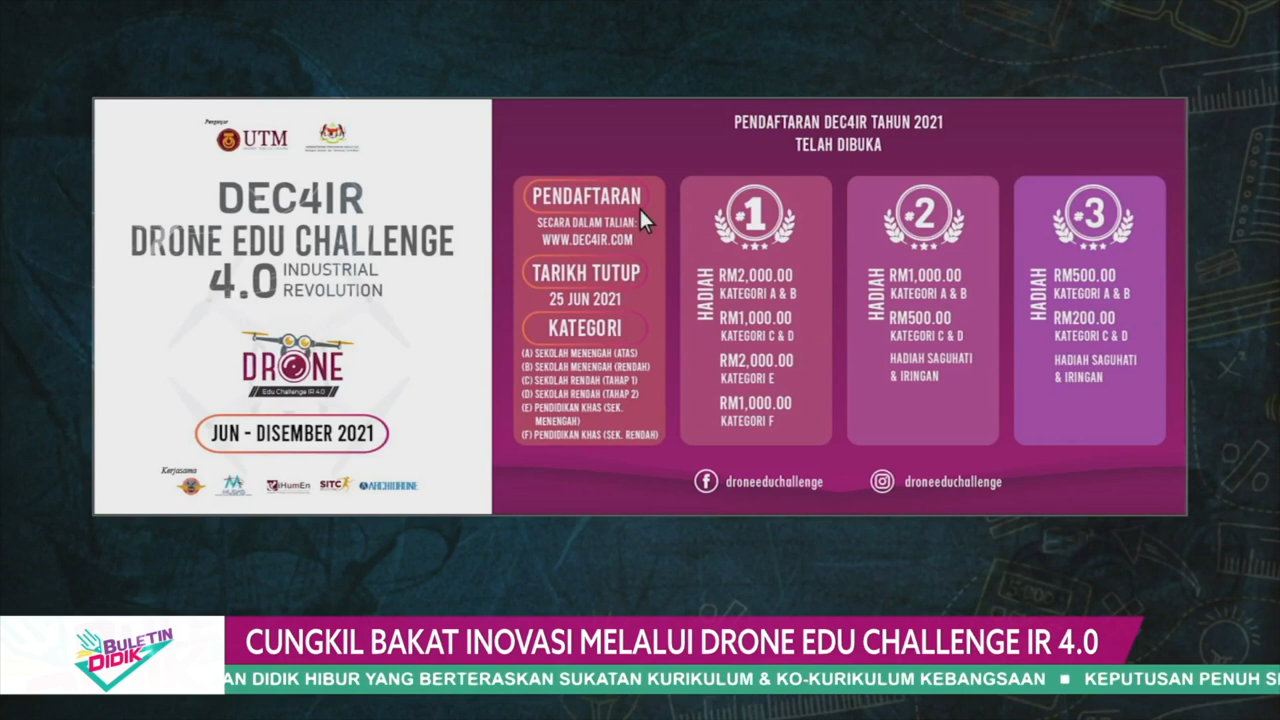 Penganjur
UTM
DEC4IR
DRONE EDU CHALLENGE
4.0 INDUSTRIAL
REVOLUTION
DRONE
Edu Challenge IR 4.0
JUN - DISEMBER 2021
Kerjasama
iHumEn
SITC
ARCHIDRONE
PENDAFTARAN DEC4IR TAHUN 2021
TELAH DIBUKA
PENDAFTARAN
SECARA DALAM TALIAN:
WWW.DEC4IR.COM
TARIKH TUTUP
25 JUN 2021
KATEGORI
(A) SEKOLAH MENENGAH (ATAS)
(B) SEKOLAH MENENGAH (RENDAH)
(C) SEKOLAH RENDAH (TAHAP 1)
(D) SEKOLAH RENDAH (TAHAP 2)
(E) PENDIDIKAN KHAS (SEK.
MENENGAH)
(F) PENDIDIKAN KHAS (SEK. RENDAH)
#1
HADIAH
RM2,000.00
KATEGORI A & B
RM1,000.00
KATEGORI C & D
RM2,000.00
KATEGORI E
RM1,000.00
KATEGORI F
#2
HADIAH
RM1,000.00
KATEGORI A & B
RM500.00
KATEGORI C & D
HADIAH SAGUHATI
& IRINGAN
#3
HADIAH
RM500.00
KATEGORI A & B
RM200.00
KATEGORI C & D
HADIAH SAGUHATI
& IRINGAN
droneeduchallenge
droneeduchallenge
BULETIN
DIDIK
CUNGKIL BAKAT INOVASI MELALUI DRONE EDU CHALLENGE IR 4.0
AN DIDIK HIBUR YANG BERTERASKAN SUKATAN KURIKULUM & KO-KURIKULUM KEBANGSAAN ■ KEPUTUSAN PENUH S